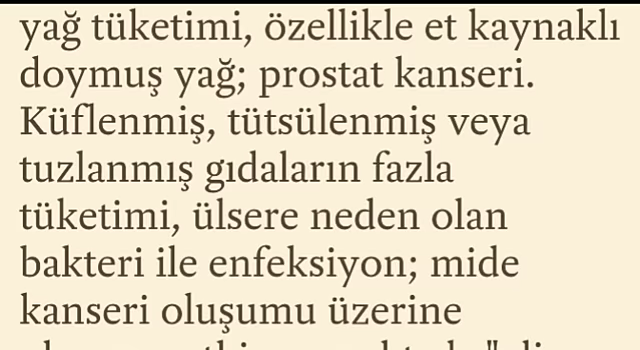 yağ tüketimi, özellikle et kaynaklı
doymuş yağ; prostat kanseri.
Küflenmiş, tütsülenmiş veya
tuzlanmış gıdaların fazla
tüketimi, ülsere neden olan
bakteri ile enfeksiyon; mide
kanseri oluşumu üzerine